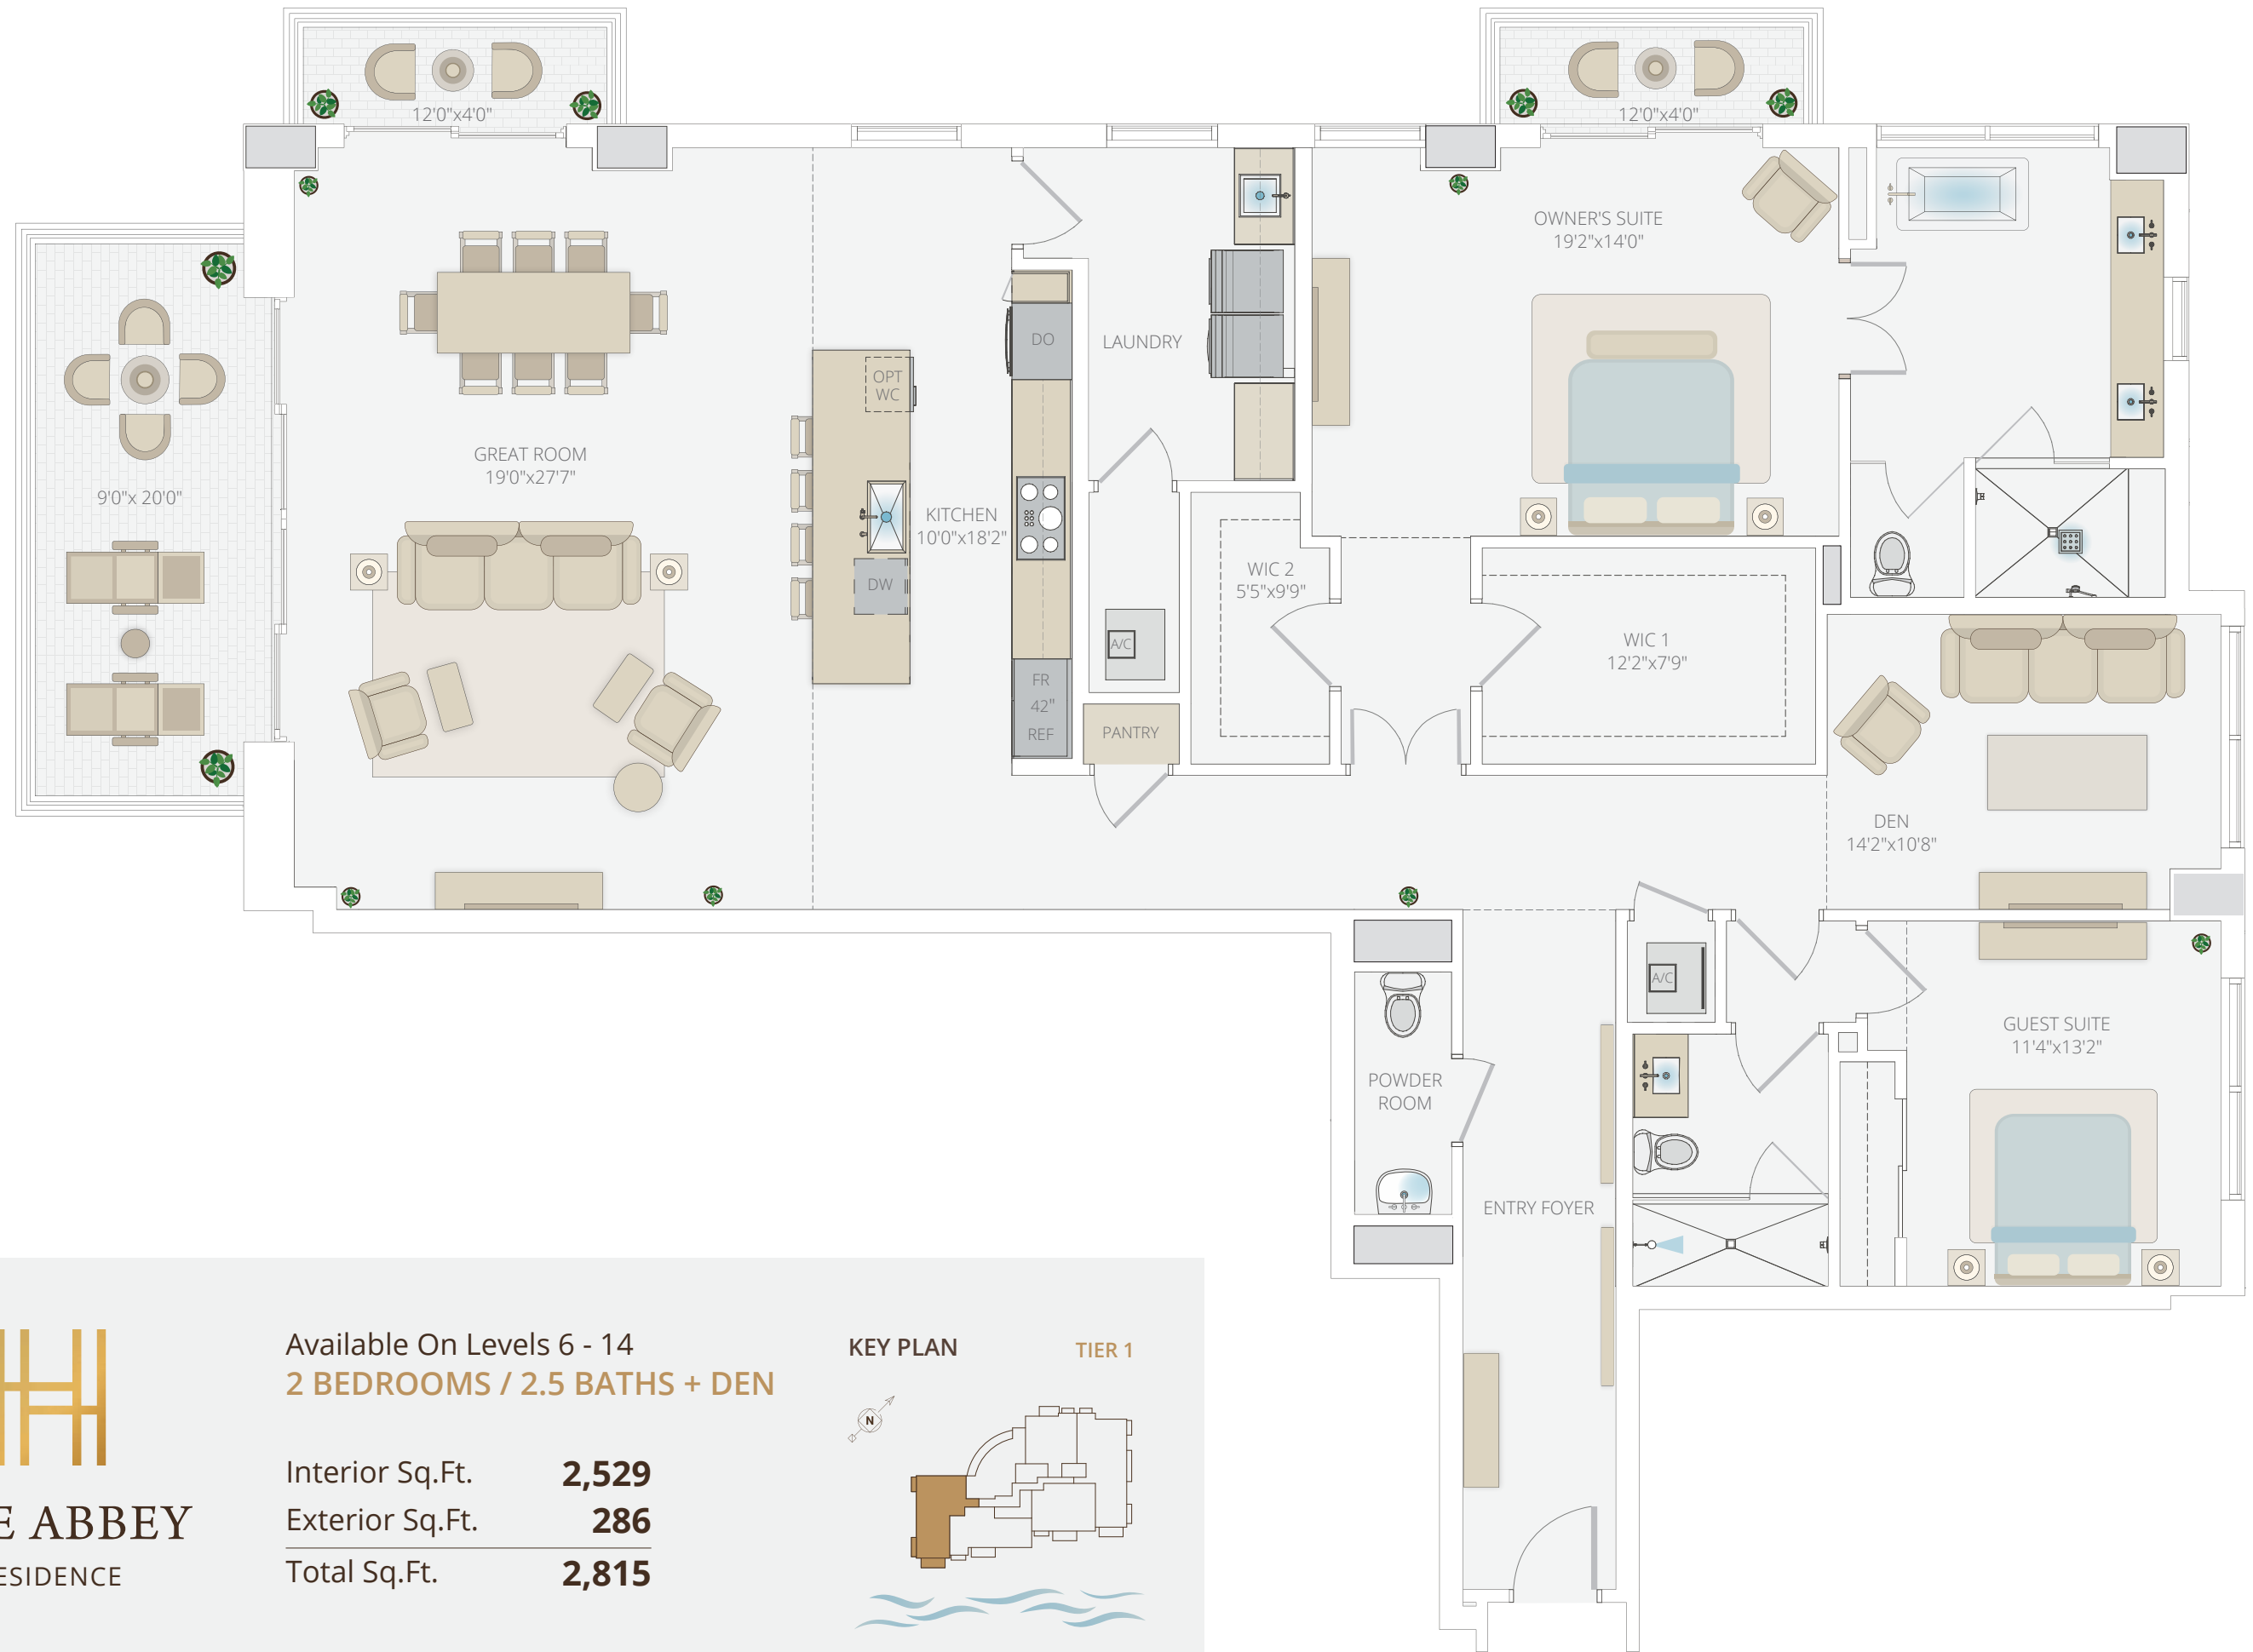 12'0"x4'0"
12'0"x4'0"
OWNER'S SUITE
19'2"x14'0"
DO
LAUNDRY
OPT
WC
GREAT ROOM
19'0"x27'7"
9'0"x 20'0"
KITCHEN
10'0"x18'2"
WIC 2
5'5"x9'9"
DW
A/C
WIC 1
12'2"x7'9"
FR
42"
REF
PANTRY
DEN
14'2"x10'8"
A/C
GUEST SUITE
11'4"x13'2"
POWDER
ROOM
ENTRY FOYER
E ABBEY
ESIDENCE
Available On Levels 6 - 14
2 BEDROOMS / 2.5 BATHS + DEN
Interior Sq.Ft. 2,529
Exterior Sq.Ft. 286
Total Sq.Ft. 2,815
KEY PLAN
TIER 1
N